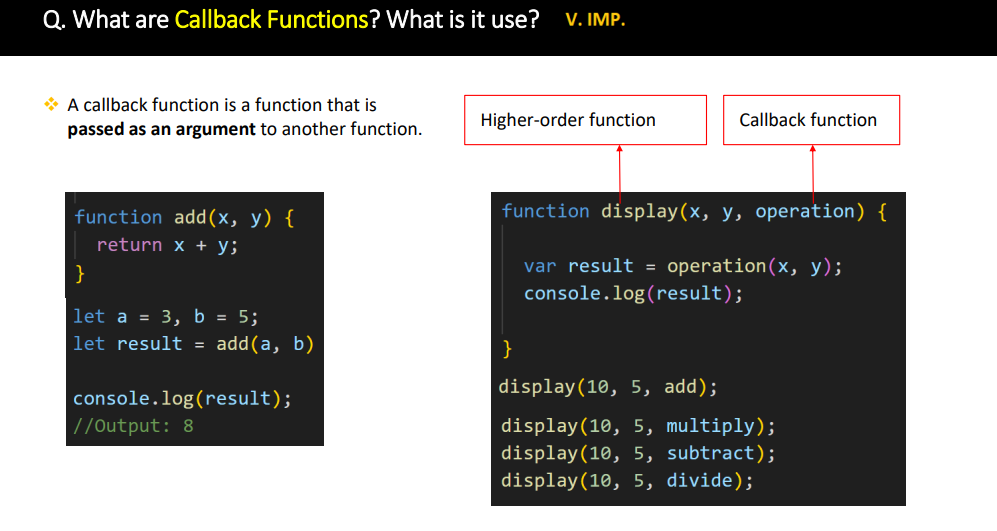 Q. What are Callback Functions? What is it use? V. IMP.
❖ A callback function is a function that is
passed as an argument to another function.
Higher-order function
Callback function
function add(x, y) {
return x + y;
}
let a = 3, b = 5;
let result = add(a, b)
console.log(result);
//Output: 8
function display(x, y, operation) {
var result = operation(x, y);
console.log(result);
}
display(10, 5, add);
display(10, 5, multiply);
display(10, 5, subtract);
display(10, 5, divide);